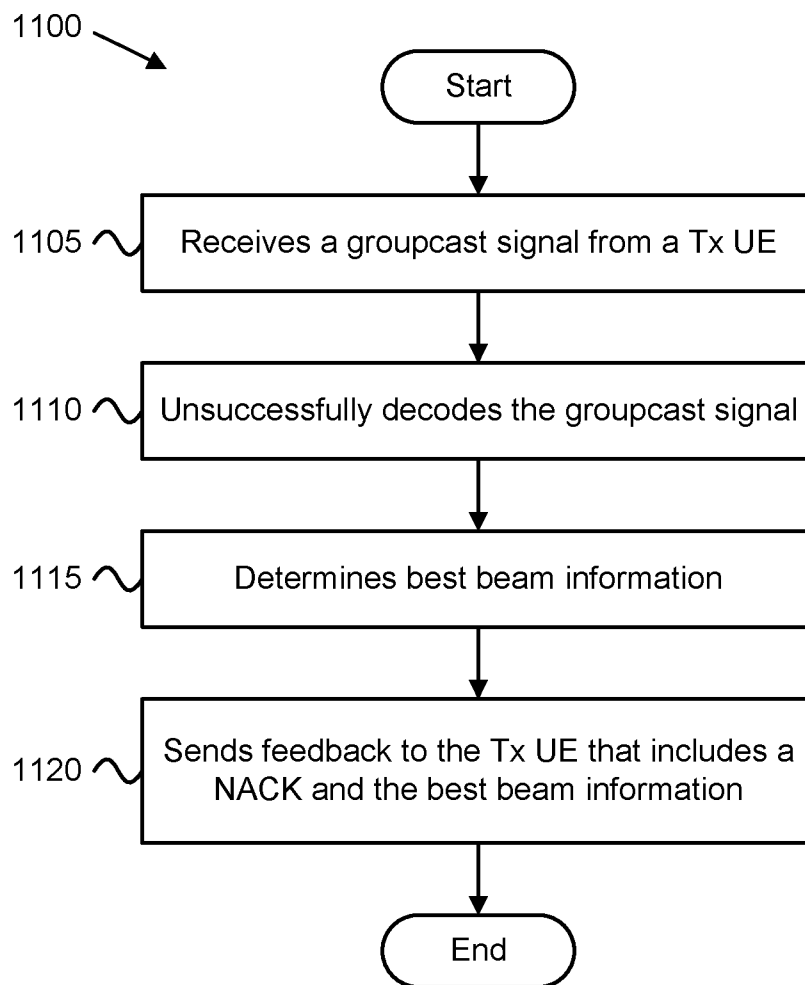 1100
Start
1105
Receives a groupcast signal from a Tx UE
1110
Unsuccessfully decodes the groupcast signal
1115
Determines best beam information
1120
Sends feedback to the Tx UE that includes a
NACK and the best beam information
End